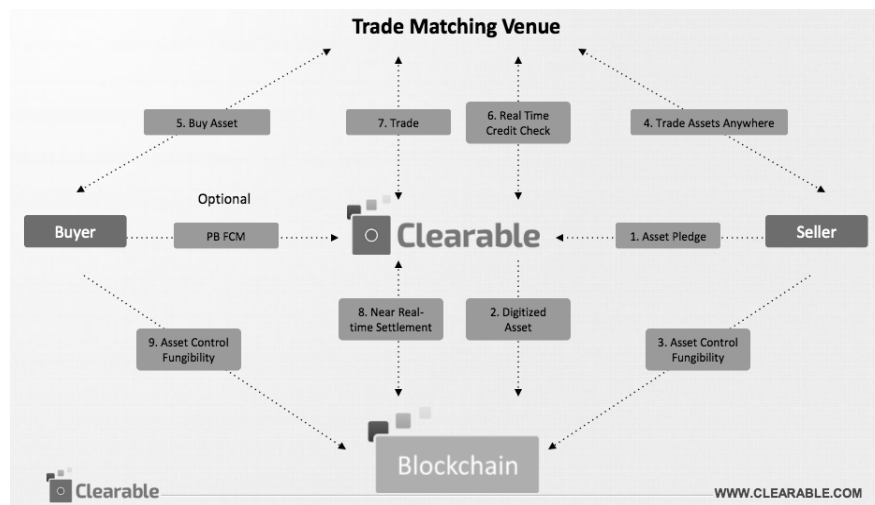 Trade Matching Venue
5. Buy Asset
7. Trade
6. Real Time
Credit Check
4. Trade Assets Anywhere
Optional
Buyer
PB FCM
Clearable
1. Asset Pledge
Seller
8. Near Real-
time Settlement
2. Digitized
Asset
9. Asset Control
Fungibility
3. Asset Control
Fungibility
Blockchain
Clearable
WWW.CLEARABLE.COM